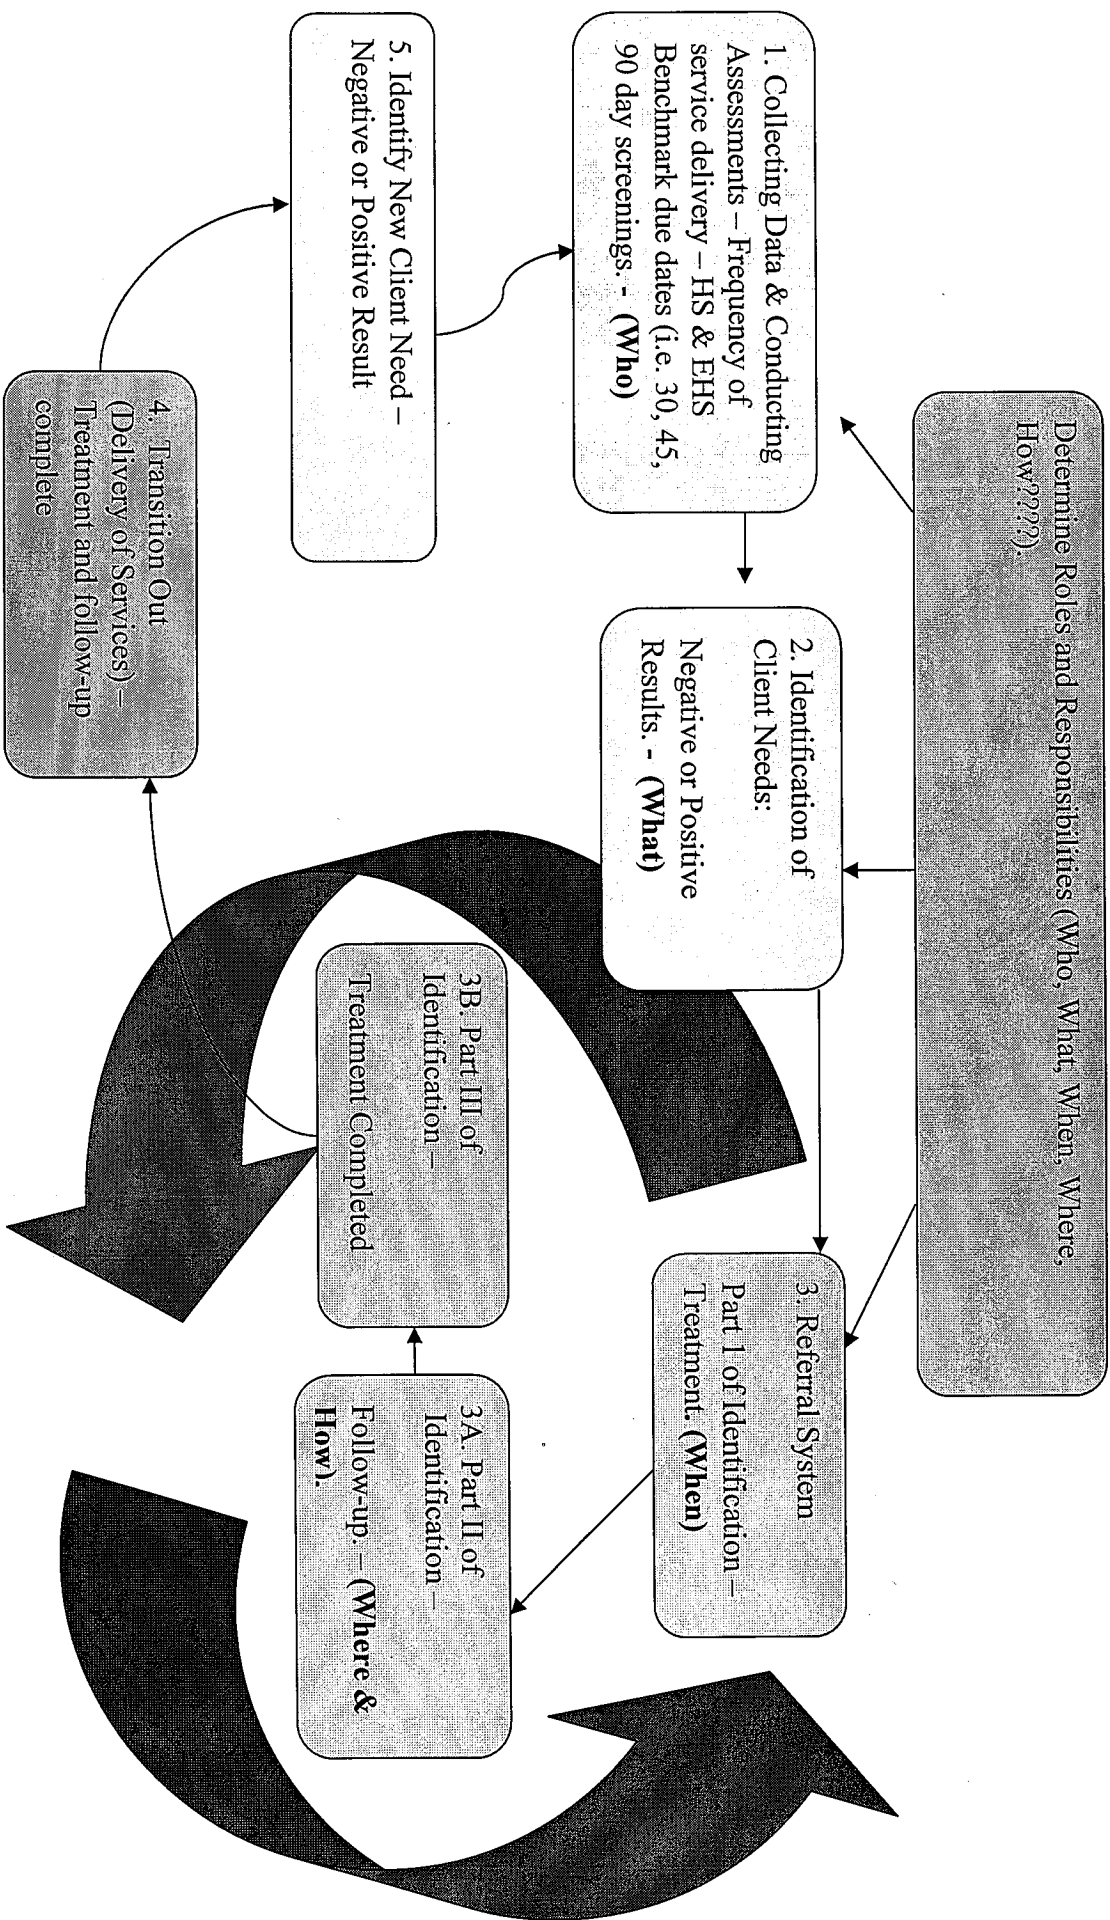 Determine Roles and Responsibilities (Who, What, When, Where,
How????).
1. Collecting Data & Conducting
Assessments – Frequency of
service delivery – HS & EHS
Benchmark due dates (i.e. 30, 45,
90 day screenings. - (Who)
2. Identification of
Client Needs:
Negative or Positive
Results. - (What)
3. Referral System
Part 1 of Identification –
Treatment. (When)
3A. Part II of
Identification –
Follow-up. – (Where &
How).
3B. Part III of
Identification –
Treatment Completed
4. Transition Out
(Delivery of Services) –
Treatment and follow-up
complete
5. Identify New Client Need –
Negative or Positive Result